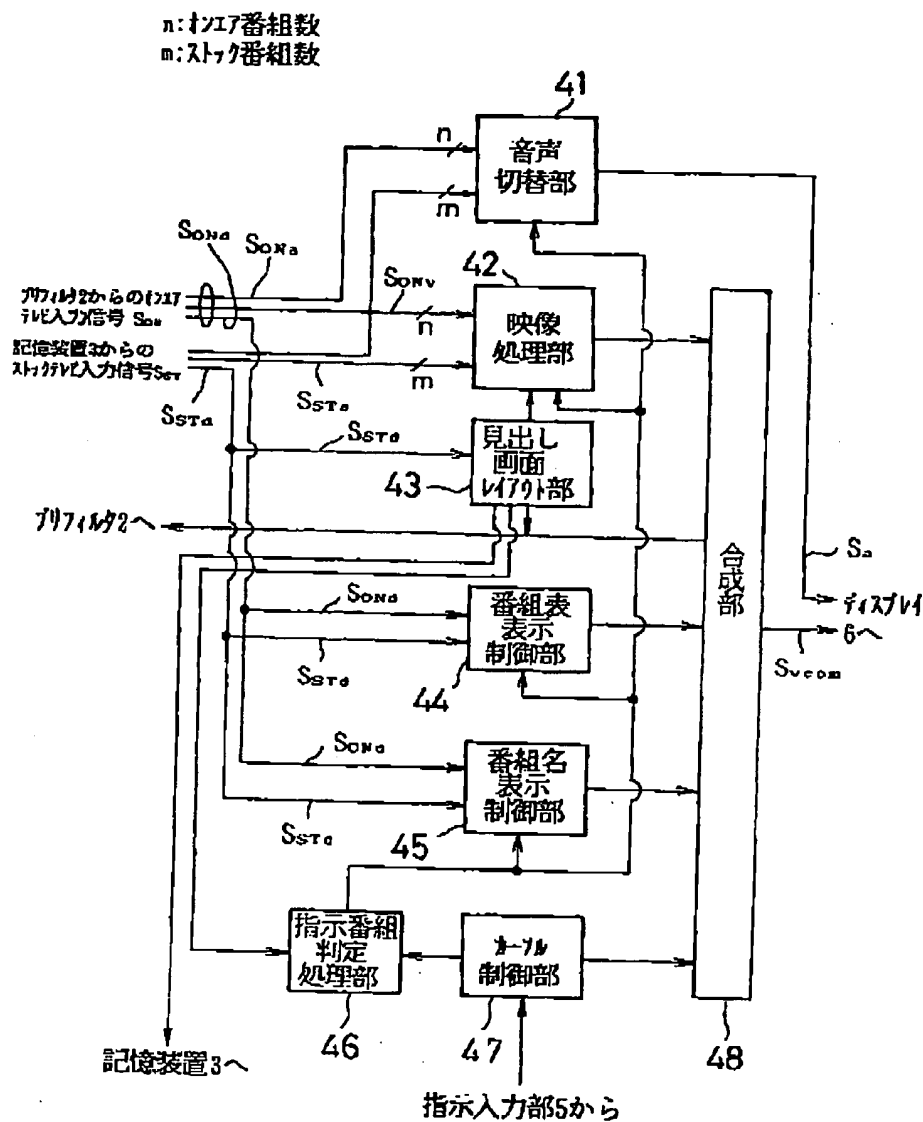 n:オンエア番組数
m:ストック番組数
41
音声
切替部
n
m
SONa
SONd
プリフィルタ2からのオンエア
テレビ入力信号 SON
SONv
n
42
映像
処理部
記憶装置3からの
ストックテレビ入力信号SST
m
SSTd
SSTd
見出し
画面
レイアウト部
43
プリフィルタ2へ
合成部
Sa
ディスプレイ
6へ
SVCOM
SONd
SSTd
番組表
表示
制御部
44
SONd
SSTd
番組名
表示
制御部
45
指示番組
判定
処理部
46
カーソル
制御部
47
48
記憶装置3へ
指示入力部5から